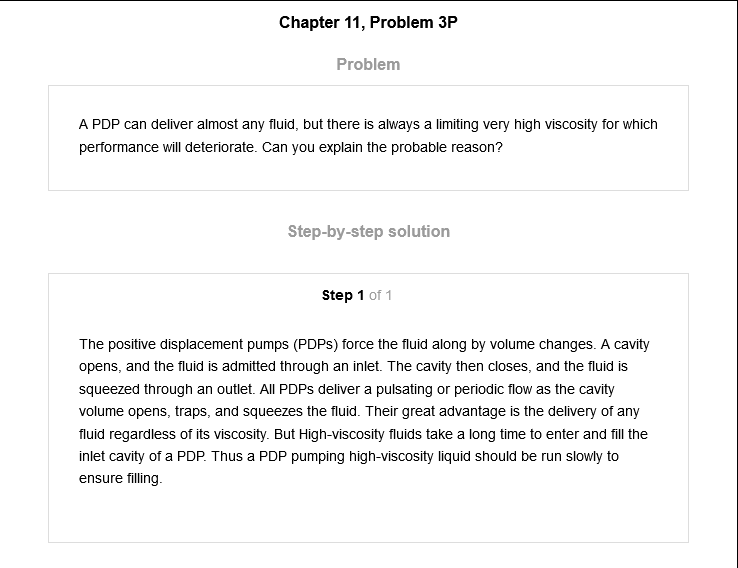 Chapter 11, Problem 3P
Problem
A PDP can deliver almost any fluid, but there is always a limiting very high viscosity for which
performance will deteriorate. Can you explain the probable reason?
Step-by-step solution
Step 1 of 1
The positive displacement pumps (PDPs) force the fluid along by volume changes. A cavity
opens, and the fluid is admitted through an inlet. The cavity then closes, and the fluid is
squeezed through an outlet. All PDPs deliver a pulsating or periodic flow as the cavity
volume opens, traps, and squeezes the fluid. Their great advantage is the delivery of any
fluid regardless of its viscosity. But High-viscosity fluids take a long time to enter and fill the
inlet cavity of a PDP. Thus a PDP pumping high-viscosity liquid should be run slowly to
ensure filling.